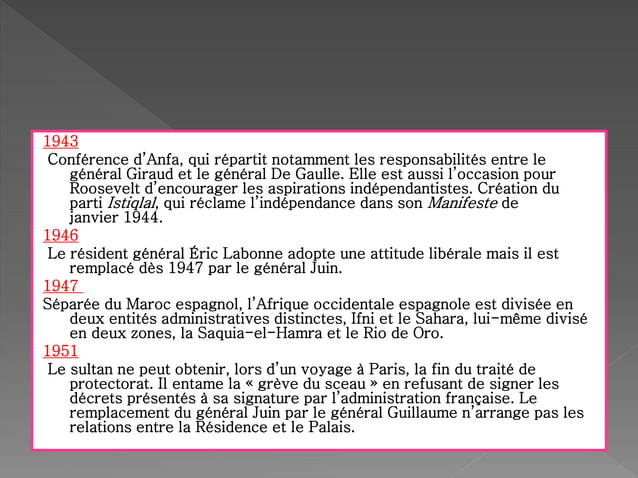 1943
Conférence d’Anfa, qui répartit notamment les responsabilités entre le
général Giraud et le général De Gaulle. Elle est aussi l’occasion pour
Roosevelt d’encourager les aspirations indépendantistes. Création du
parti Istiqlal, qui réclame l’indépendance dans son Manifeste de
janvier 1944.
1946
Le résident général Éric Labonne adopte une attitude libérale mais il est
remplacé dès 1947 par le général Juin.
1947
Séparée du Maroc espagnol, l’Afrique occidentale espagnole est divisée en
deux entités administratives distinctes, Ifni et le Sahara, lui-même divisé
en deux zones, la Saquia-el-Hamra et le Rio de Oro.
1951
Le sultan ne peut obtenir, lors d’un voyage à Paris, la fin du traité de
protectorat. Il entame la « grève du sceau » en refusant de signer les
décrets présentés à sa signature par l’administration française. Le
remplacement du général Juin par le général Guillaume n’arrange pas les
relations entre la Résidence et le Palais.